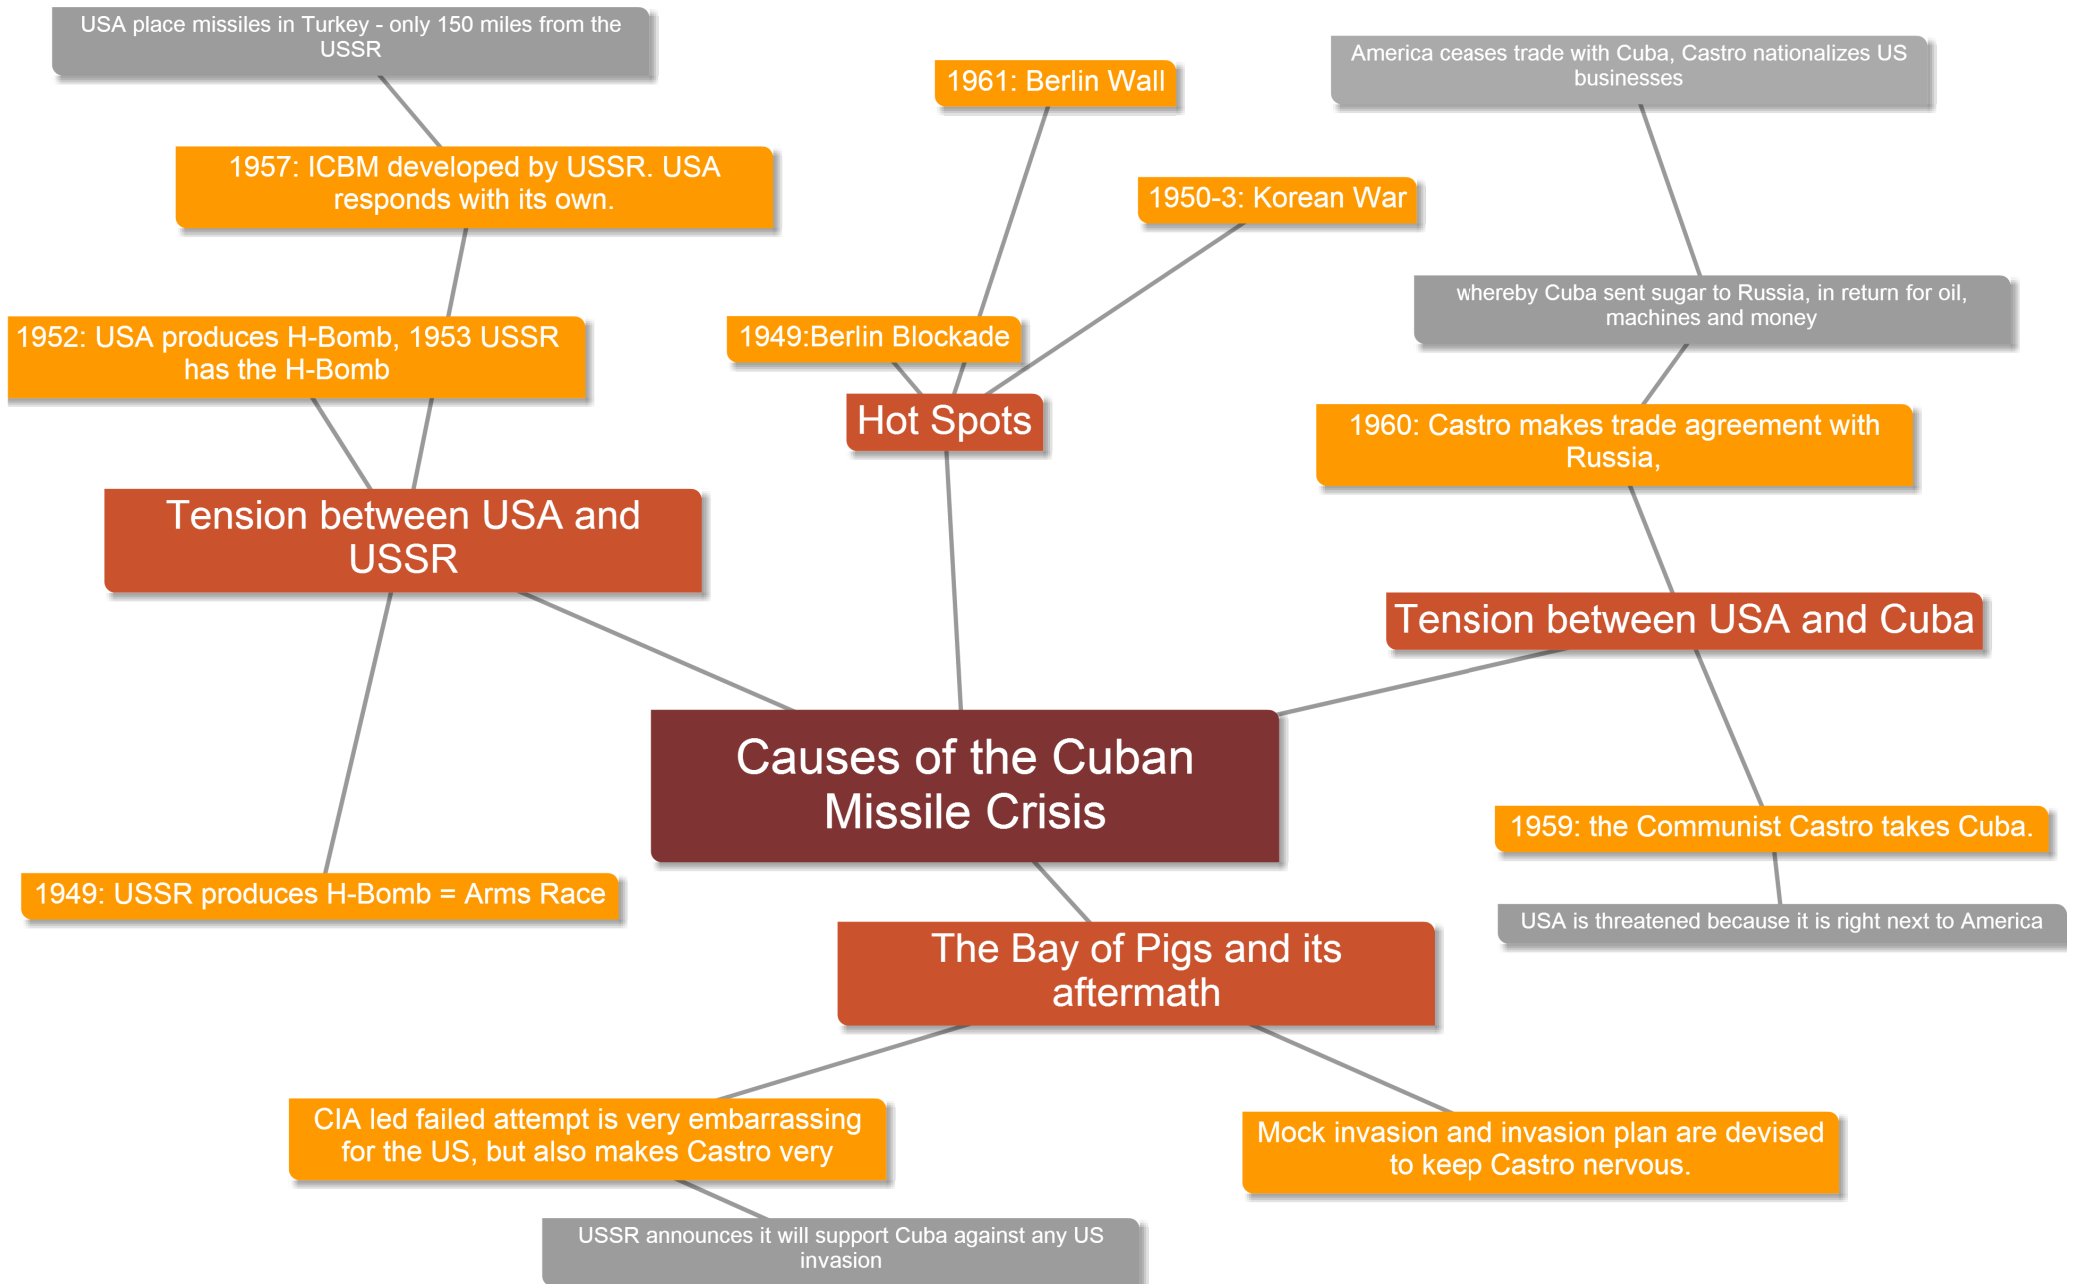 USA place missiles in Turkey - only 150 miles from the
USSR
1957: ICBM developed by USSR. USA
responds with its own.
1952: USA produces H-Bomb, 1953 USSR
has the H-Bomb
Tension between USA and
USSR
1949: USSR produces H-Bomb = Arms Race
1961: Berlin Wall
1950-3: Korean War
1949:Berlin Blockade
Hot Spots
America ceases trade with Cuba, Castro nationalizes US
businesses
whereby Cuba sent sugar to Russia, in return for oil,
machines and money
1960: Castro makes trade agreement with
Russia,
Tension between USA and Cuba
1959: the Communist Castro takes Cuba.
USA is threatened because it is right next to America
Causes of the Cuban
Missile Crisis
The Bay of Pigs and its
aftermath
CIA led failed attempt is very embarrassing
for the US, but also makes Castro very
USSR announces it will support Cuba against any US
invasion
Mock invasion and invasion plan are devised
to keep Castro nervous.